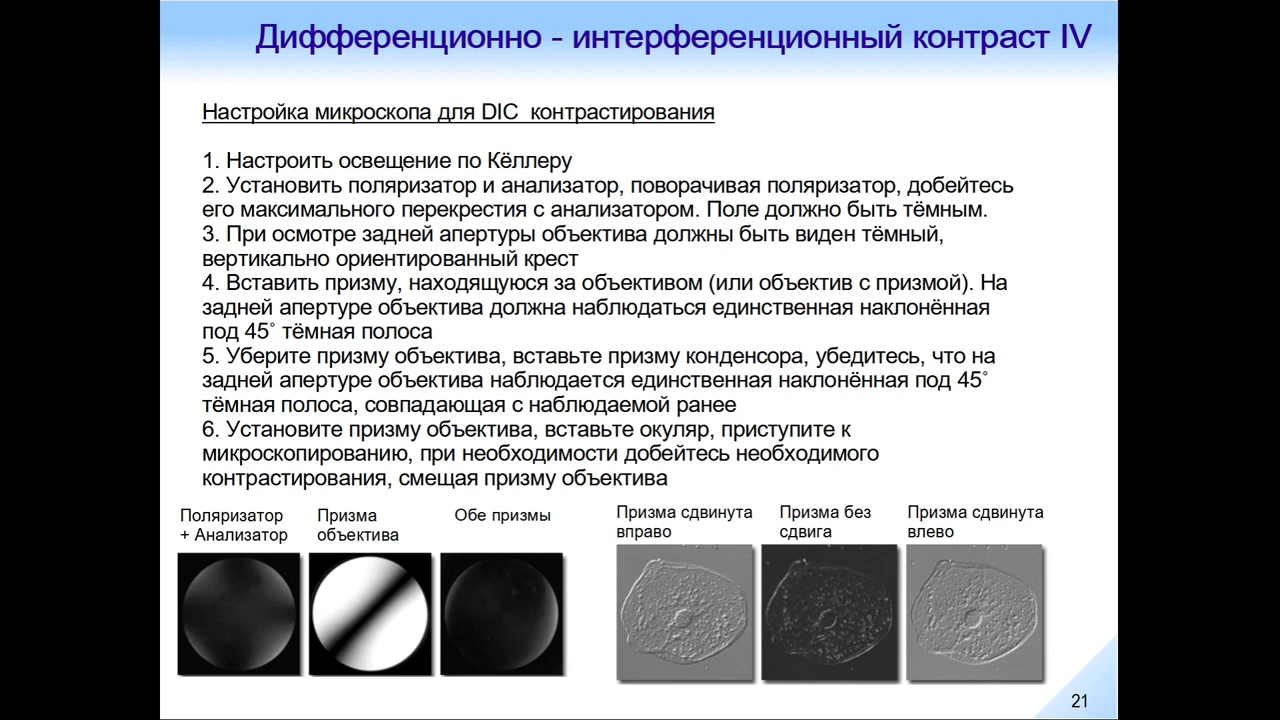 Дифференционно - интерференционный контраст IV
Настройка микроскопа для DIC контрастирования
1. Настроить освещение по Кёллеру
2. Установить поляризатор и анализатор, поворачивая поляризатор, добейтесь
его максимального перекрестия с анализатором. Поле должно быть тёмным.
3. При осмотре задней апертуры объектива должны быть виден тёмный,
вертикально ориентированный крест
4. Вставить призму, находящуюся за объективом (или объектив с призмой). На
задней апертуре объектива должна наблюдаться единственная наклонённая
под 45˚ тёмная полоса
5. Уберите призму объектива, вставьте призму конденсора, убедитесь, что на
задней апертуре объектива наблюдается единственная наклонённая под 45˚
тёмная полоса, совпадающая с наблюдаемой ранее
6. Установите призму объектива, вставьте окуляр, приступите к
микроскопированию, при необходимости добейтесь необходимого
контрастирования, смещая призму объектива
Поляризатор
+ Анализатор
Призма
объектива
Обе призмы
Призма сдвинута
вправо
Призма без
сдвига
Призма сдвинута
влево
21